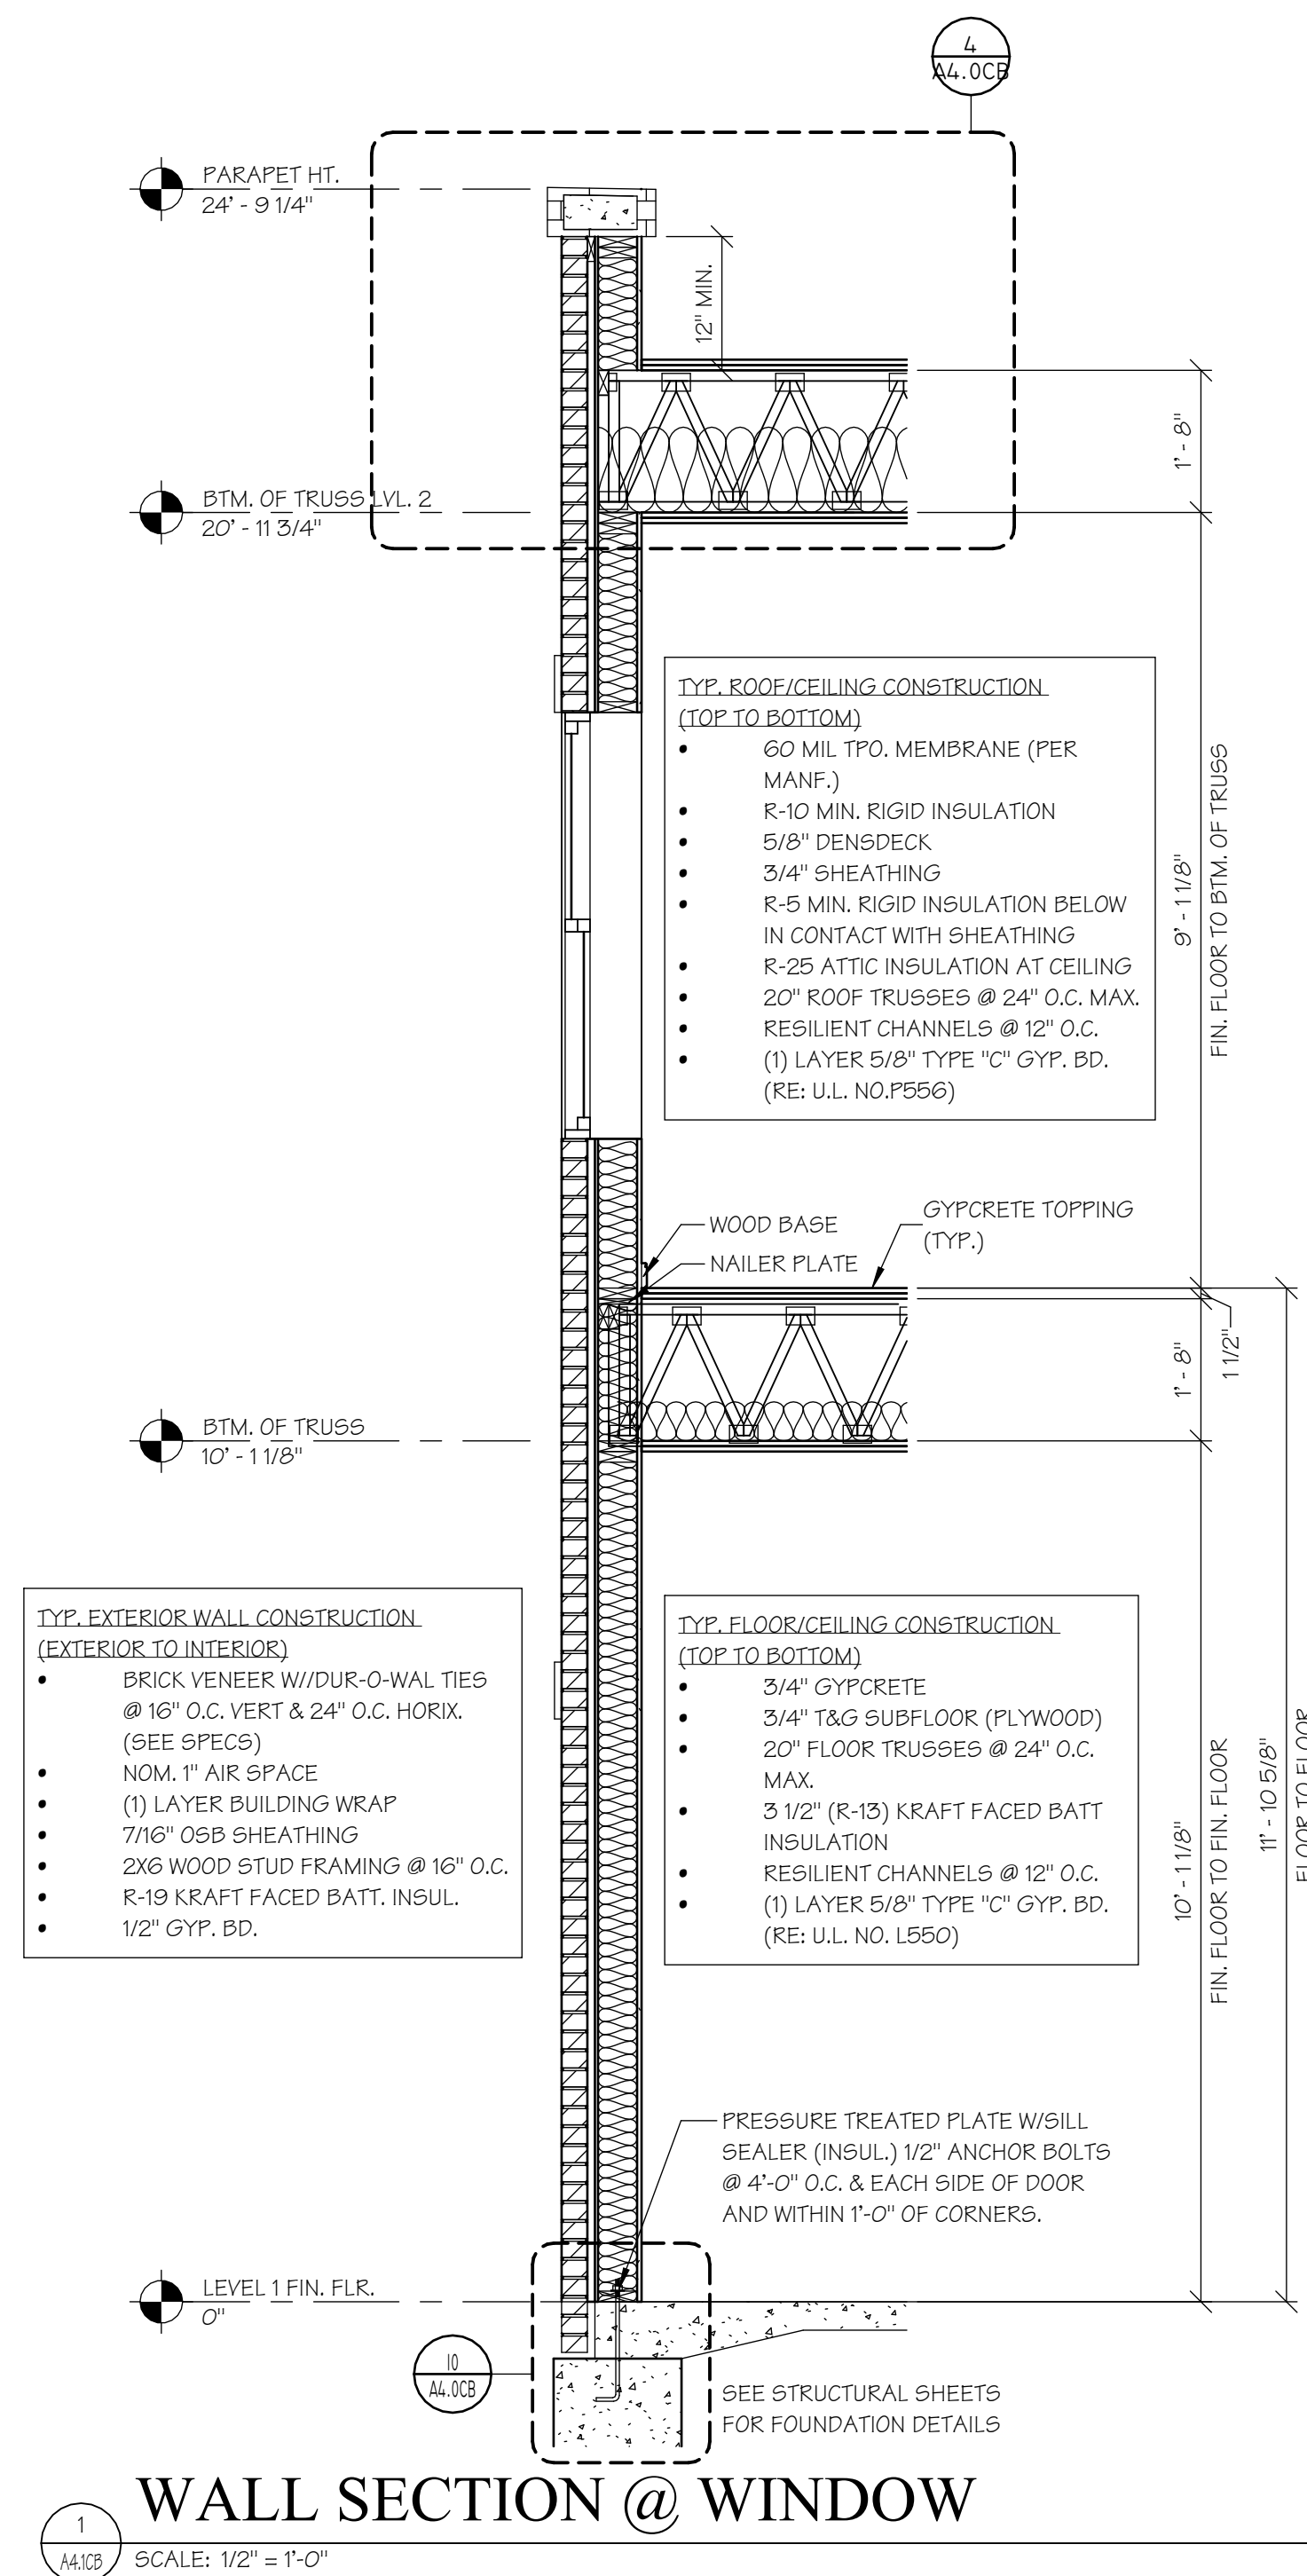 4
A4.0CB
PARAPET HT.
24' - 9 1/4"
12" MIN.
1' - 8"
BTM. OF TRUSS LVL. 2
20' - 11 3/4"
TYP. ROOF/CEILING CONSTRUCTION
(TOP TO BOTTOM)
• 60 MIL TPO. MEMBRANE (PER
MANF.)
• R-10 MIN. RIGID INSULATION
• 5/8" DENSDECK
• 3/4" SHEATHING
• R-5 MIN. RIGID INSULATION BELOW
IN CONTACT WITH SHEATHING
• R-25 ATTIC INSULATION AT CEILING
• 20" ROOF TRUSSES @ 24" O.C. MAX.
• RESILIENT CHANNELS @ 12" O.C.
• (1) LAYER 5/8" TYPE "C" GYP. BD.
(RE: U.L. NO.P556)
9' - 1 1/8"
FIN. FLOOR TO BTM. OF TRUSS
WOOD BASE
NAILER PLATE
GYPCRETE TOPPING
(TYP.)
1 1/2"
1' - 8"
BTM. OF TRUSS
10' - 1 1/8"
TYP. EXTERIOR WALL CONSTRUCTION
(EXTERIOR TO INTERIOR)
• BRICK VENEER W//DUR-O-WAL TIES
@ 16" O.C. VERT & 24" O.C. HORIX.
(SEE SPECS)
• NOM. 1" AIR SPACE
• (1) LAYER BUILDING WRAP
• 7/16" OSB SHEATHING
• 2X6 WOOD STUD FRAMING @ 16" O.C.
• R-19 KRAFT FACED BATT. INSUL.
• 1/2" GYP. BD.
TYP. FLOOR/CEILING CONSTRUCTION
(TOP TO BOTTOM)
• 3/4" GYPCRETE
• 3/4" T&G SUBFLOOR (PLYWOOD)
• 20" FLOOR TRUSSES @ 24" O.C.
MAX.
• 3 1/2" (R-13) KRAFT FACED BATT
INSULATION
• RESILIENT CHANNELS @ 12" O.C.
• (1) LAYER 5/8" TYPE "C" GYP. BD.
(RE: U.L. NO. L550)
10' - 1 1/8"
FIN. FLOOR TO FIN. FLOOR
11' - 10 5/8"
FLOOR TO FLOOR
PRESSURE TREATED PLATE W/SILL
SEALER (INSUL.) 1/2" ANCHOR BOLTS
@ 4'-0" O.C. & EACH SIDE OF DOOR
AND WITHIN 1'-0" OF CORNERS.
LEVEL 1 FIN. FLR.
0"
10
A4.0CB
SEE STRUCTURAL SHEETS
FOR FOUNDATION DETAILS
WALL SECTION @ WINDOW
1
A4.1CB
SCALE: 1/2" = 1'-0"